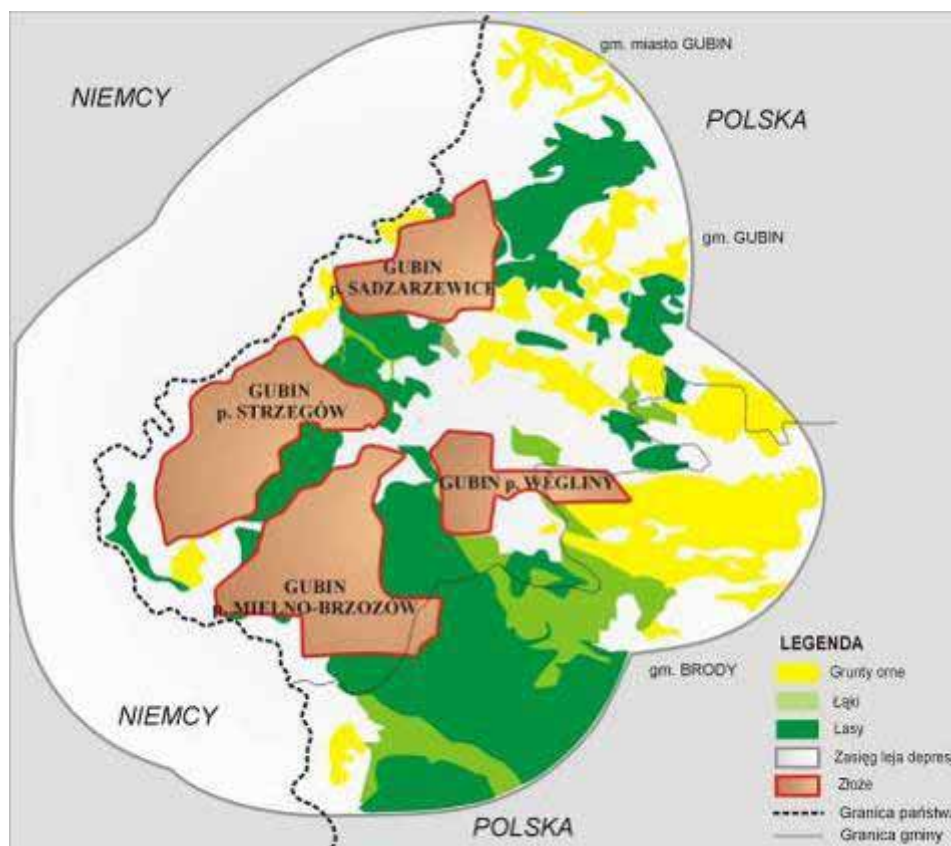 gm. miasto GUBIN
NIEMCY
POLSKA
gm. GUBIN
GUBIN
p. SADZARZEWICE
GUBIN
p. STRZEGÓW
GUBIN p. WĘGLINY
GUBIN
p. MIELNO-BRZOZÓW
LEGENDA
gm. BRODY
Grunty orne
Łąki
Lasy
NIEMCY
Zasięg leja depres
Złoże
Granica państw.
POLSKA
Granica gminy